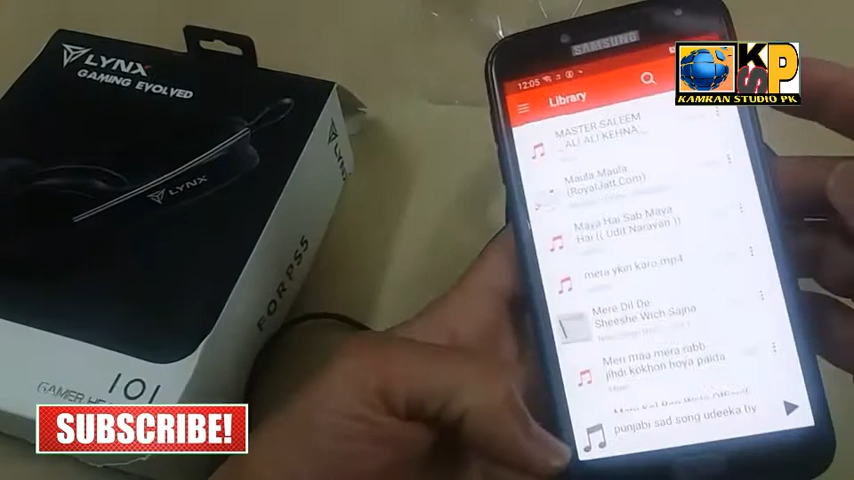 LYNX
GAMING EVOLVED
LYNX
LYNX
FOR PS5
101
SUBSCRIBE!
SAMSUNG
12:05
Library
MASTER SALEEM
ALI ALI KEHNA
Maula Maula
(RoyalJatt.Com)
Maya Hai Sab Maya
Hai (( Udit Narayan ))
mera ykin karo.mp4
Mere Dil De
Sheeshe Wich Sajna
Meri maa mera rabb
jihdi kokhon hoya paida
punjabi sad song udeeka by
KSP
KAMRAN STUDIO PK